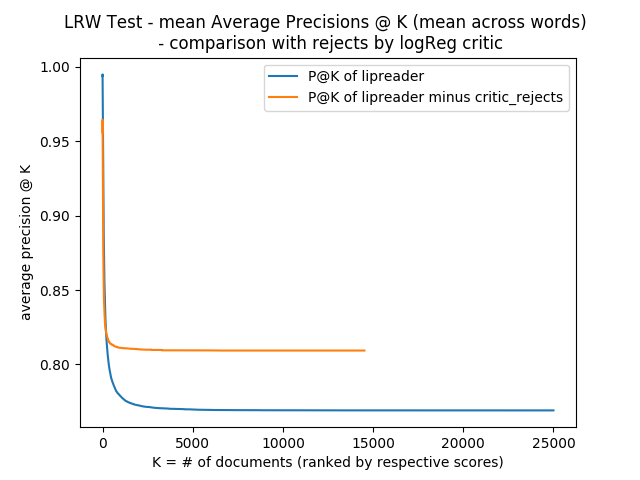 LRW Test - mean Average Precisions @ K (mean across words)
- comparison with rejects by logReg critic
P@K of lipreader
P@K of lipreader minus critic_rejects
1.00
0.95
0.90
0.85
0.80
average precision @ K
0 5000 10000 15000 20000 25000
K = # of documents (ranked by respective scores)